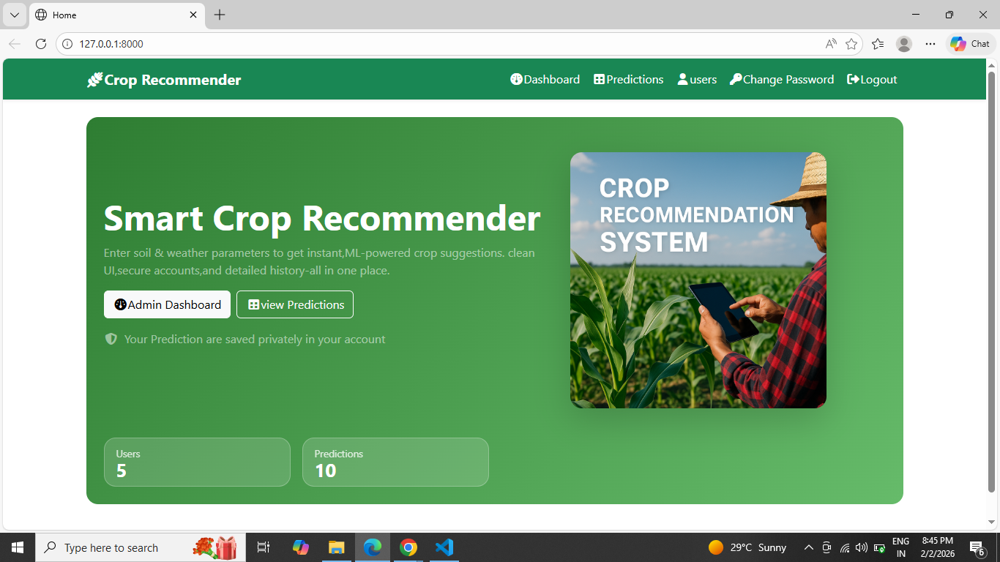 Home
127.0.0.1:8000
Chat
Crop Recommender
Dashboard
Predictions
users
Change Password
Logout
CROP
RECOMMENDATION
SYSTEM
Smart Crop Recommender
Enter soil & weather parameters to get instant,ML-powered crop suggestions. clean
UI,secure accounts,and detailed history-all in one place.
Admin Dashboard
view Predictions
Your Prediction are saved privately in your account
Users
5
Predictions
10
Type here to search
29°C Sunny
ENG
IN
8:45 PM
2/2/2026
6